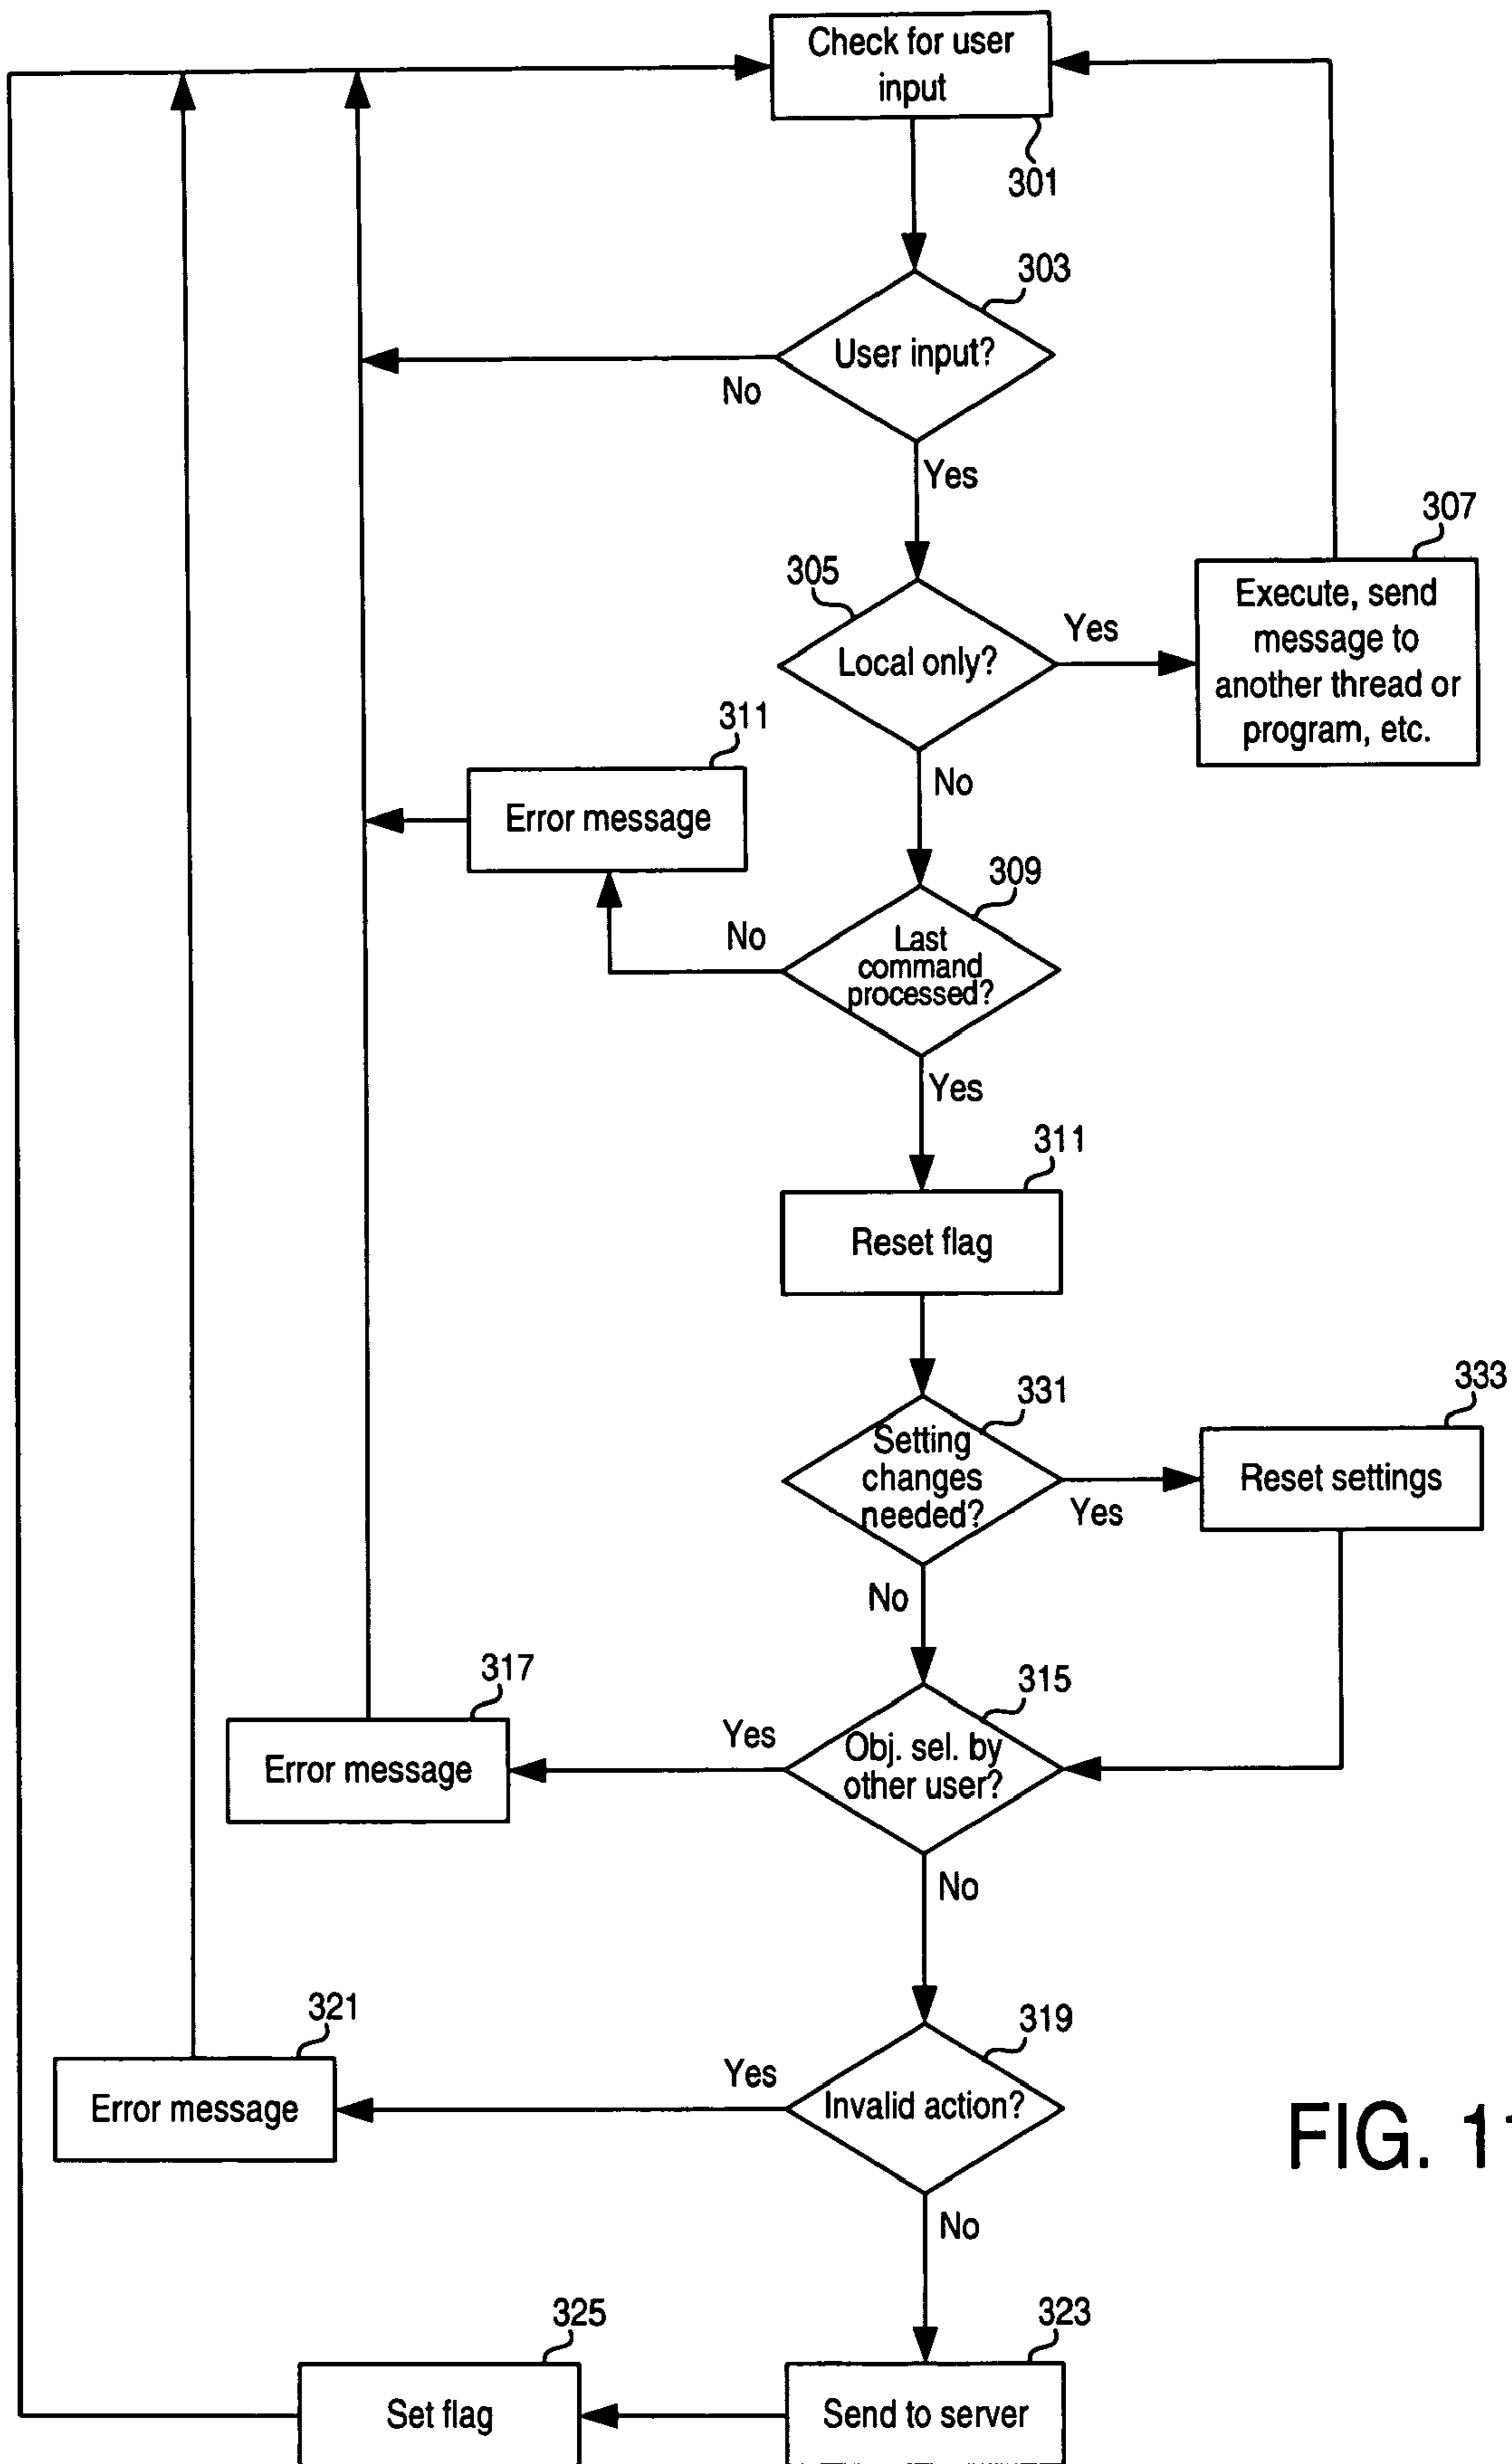 Check for user
input
301
303
User input?
No
Yes
307
305
Local only?
Yes
Execute, send
message to
another thread or
program, etc.
311
No
Error message
309
No
Last
command
processed?
Yes
311
Reset flag
331
333
Setting
changes
needed?
Yes
Reset settings
No
317
315
Yes
Obj. sel. by
other user?
Error message
No
321
319
Yes
Invalid action?
Error message
FIG. 11
No
325
323
Set flag
Send to server